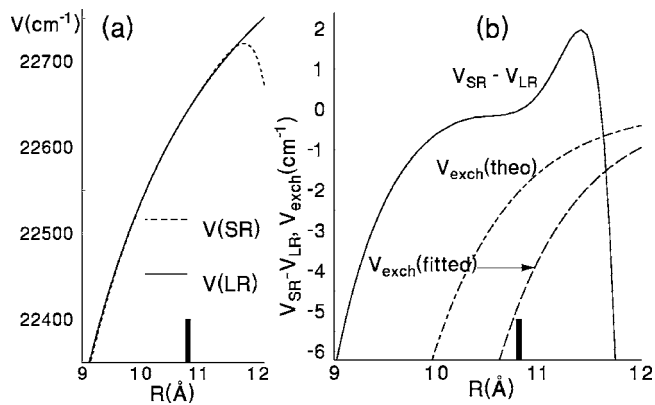 V(cm⁻¹)
(a)
22700
22600
22500
22400
V(SR)
V(LR)
9
10
11
12
R(Å)
(b)
V_SR-V_LR, V_exch(cm⁻¹)
2
1
0
-1
-2
-3
-4
-5
-6
V_SR - V_LR
V_exch(theo)
V_exch(fitted)
9
10
11
12
R(Å)